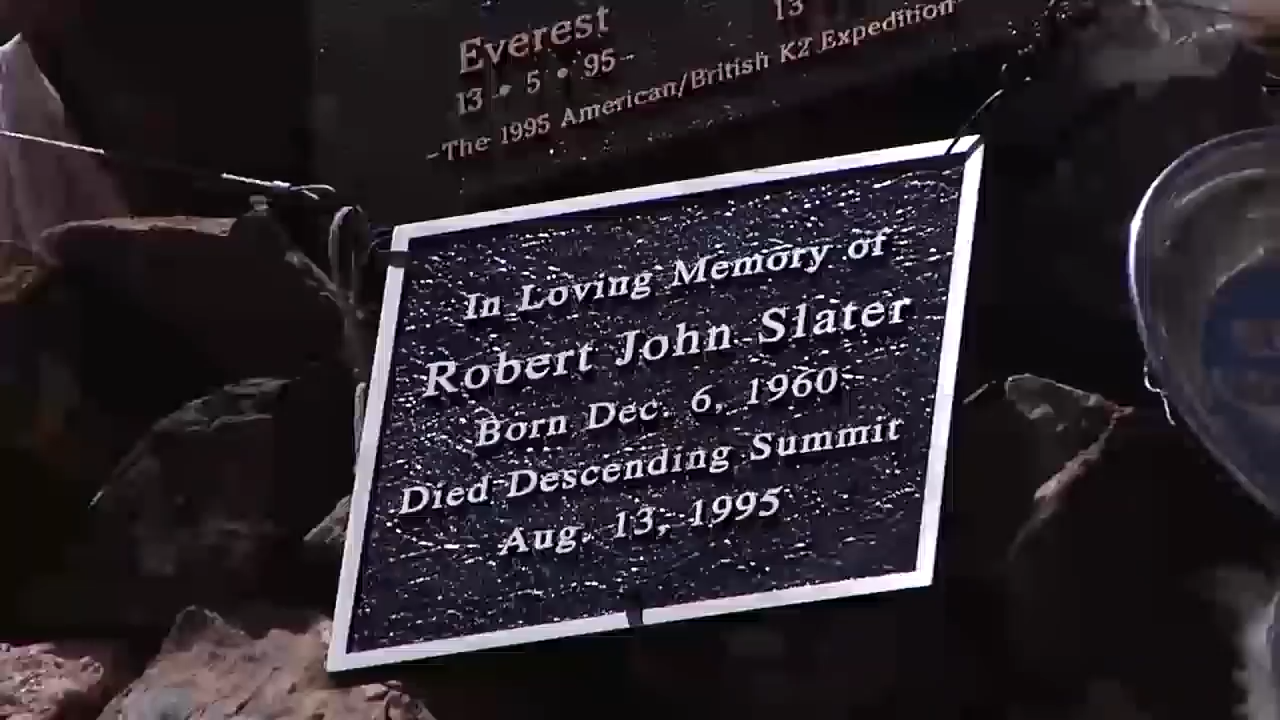 Everest
13
13 • 5 • 95
-The 1995 American/British K2 Expedition
In Loving Memory of
Robert John Slater
Born Dec. 6, 1960
Died Descending Summit
Aug. 13, 1995